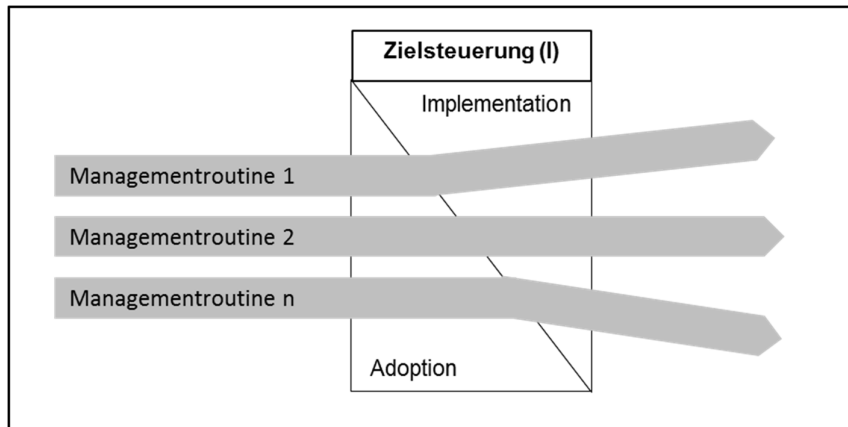 Zielsteuerung (I)
Implementation
Managementroutine 1
Managementroutine 2
Managementroutine n
Adoption